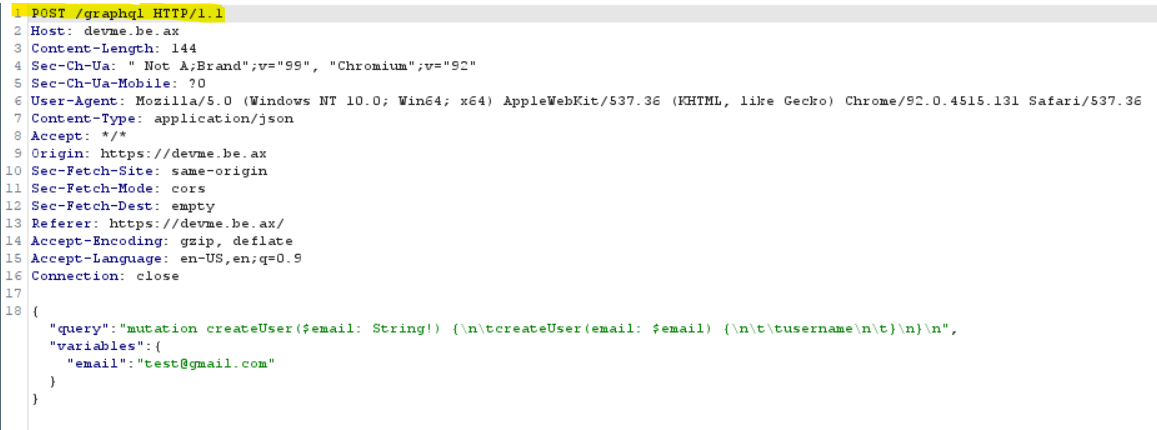 1 POST /graphql HTTP/1.1
2 Host: devme.be.ax
3 Content-Length: 144
4 Sec-Ch-Ua: " Not A;Brand";v="99", "Chromium";v="92"
5 Sec-Ch-Ua-Mobile: ?0
6 User-Agent: Mozilla/5.0 (Windows NT 10.0; Win64; x64) AppleWebKit/537.36 (KHTML, like Gecko) Chrome/92.0.4515.131 Safari/537.36
7 Content-Type: application/json
8 Accept: */*
9 Origin: https://devme.be.ax
10 Sec-Fetch-Site: same-origin
11 Sec-Fetch-Mode: cors
12 Sec-Fetch-Dest: empty
13 Referer: https://devme.be.ax/
14 Accept-Encoding: gzip, deflate
15 Accept-Language: en-US,en;q=0.9
16 Connection: close
17
18 {
"query":"mutation createUser($email: String!) {\n\tcreateUser(email: $email) {\n\t\tusername\n\t}\n}\n",
"variables":{
"email":"test@gmail.com"
}
}